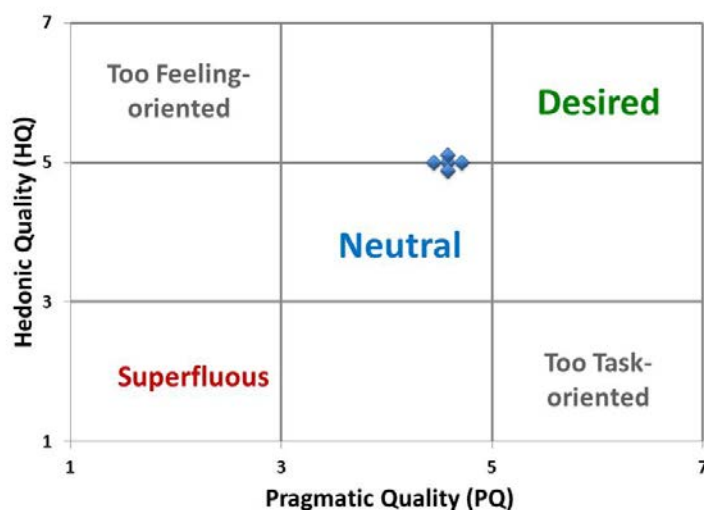 7
Too Feeling-
oriented
Desired
5
Hedonic Quality (HQ)
Neutral
3
Superfluous
Too Task-
oriented
1
1 3 5 7
Pragmatic Quality (PQ)